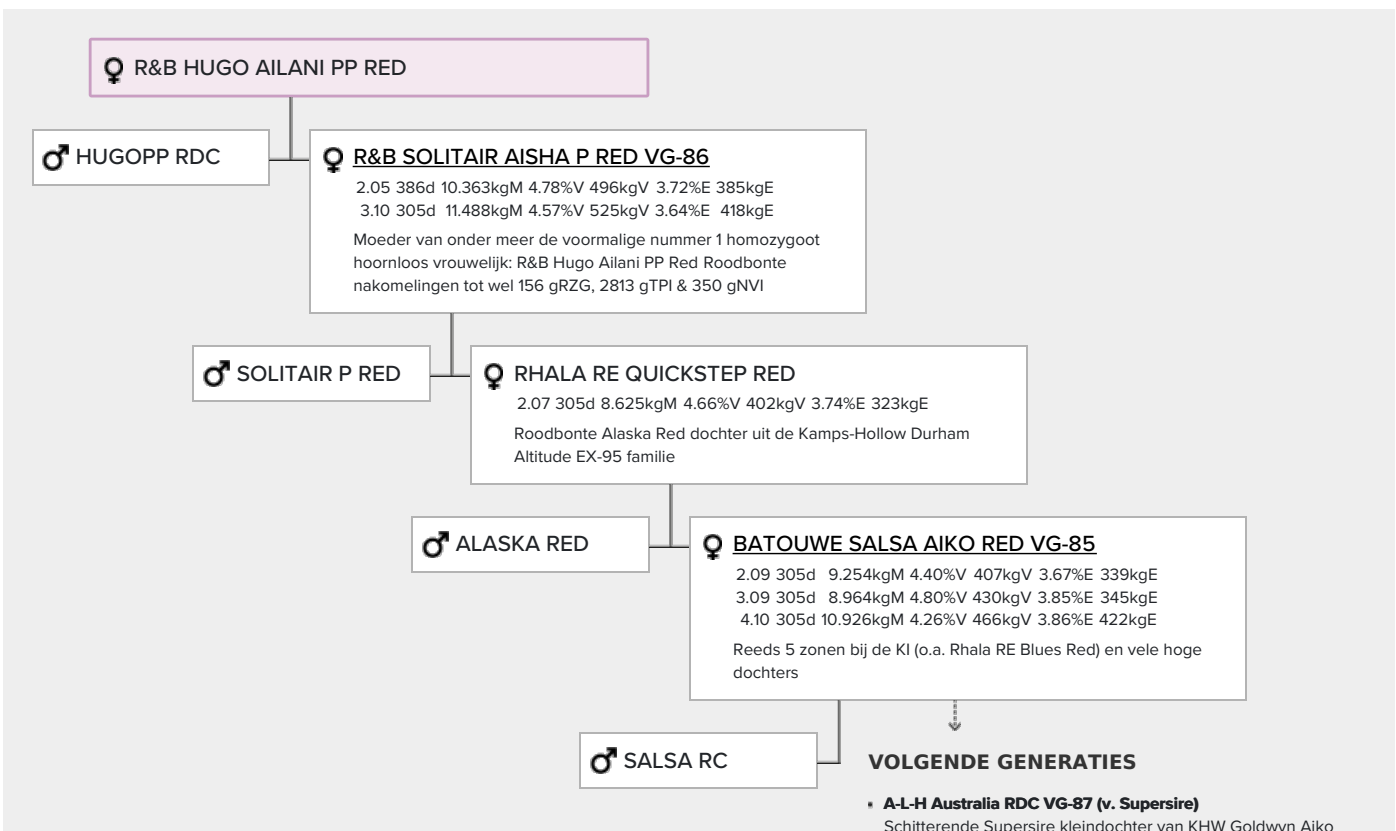 R&B HUGO AILANI PP RED
HUGOPP RDC
R&B SOLITAIR AISHA P RED VG-86
2.05 386d 10.363kgM 4.78%V 496kgV 3.72%E 385kgE
3.10 305d 11.488kgM 4.57%V 525kgV 3.64%E 418kgE
Moeder van onder meer de voormalige nummer 1 homozygoot
hoornloos vrouwelijk: R&B Hugo Ailani PP Red Roodbonte
nakomelingen tot wel 156 gRZG, 2813 gTPI & 350 gNVI
SOLITAIR P RED
RHALA RE QUICKSTEP RED
2.07 305d 8.625kgM 4.66%V 402kgV 3.74%E 323kgE
Roodbonte Alaska Red dochter uit de Kamps-Hollow Durham
Altitude EX-95 familie
ALASKA RED
BATOUWE SALSA AIKO RED VG-85
2.09 305d 9.254kgM 4.40%V 407kgV 3.67%E 339kgE
3.09 305d 8.964kgM 4.80%V 430kgV 3.85%E 345kgE
4.10 305d 10.926kgM 4.26%V 466kgV 3.86%E 422kgE
Reeds 5 zonen bij de KI (o.a. Rhala RE Blues Red) en vele hoge
dochters
SALSA RC
VOLGENDE GENERATIES
A-L-H Australia RDC VG-87 (v. Supersire)
Schitterende Supersire kleindochter van KHW Goldwyn Aiko